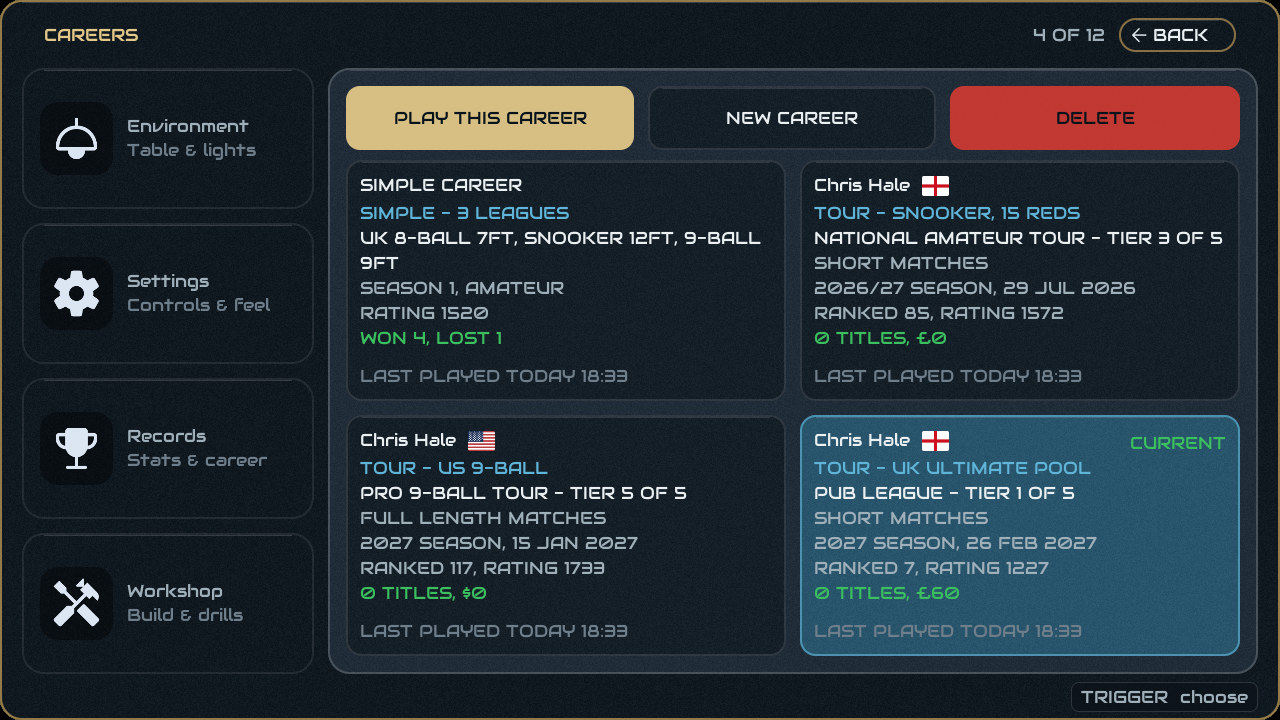 CAREERS
4 OF 12
← BACK
Environment
Table & lights
Settings
Controls & feel
Records
Stats & career
Workshop
Build & drills
PLAY THIS CAREER
NEW CAREER
DELETE
SIMPLE CAREER
SIMPLE - 3 LEAGUES
UK 8-BALL 7FT, SNOOKER 12FT, 9-BALL
9FT
SEASON 1, AMATEUR
RATING 1520
WON 4, LOST 1
LAST PLAYED TODAY 18:33
Chris Hale
TOUR - SNOOKER, 15 REDS
NATIONAL AMATEUR TOUR - TIER 3 OF 5
SHORT MATCHES
2026/27 SEASON, 29 JUL 2026
RANKED 85, RATING 1572
0 TITLES, £0
LAST PLAYED TODAY 18:33
Chris Hale
TOUR - US 9-BALL
PRO 9-BALL TOUR - TIER 5 OF 5
FULL LENGTH MATCHES
2027 SEASON, 15 JAN 2027
RANKED 117, RATING 1733
0 TITLES, $0
LAST PLAYED TODAY 18:33
Chris Hale
CURRENT
TOUR - UK ULTIMATE POOL
PUB LEAGUE - TIER 1 OF 5
SHORT MATCHES
2027 SEASON, 26 FEB 2027
RANKED 7, RATING 1227
0 TITLES, £60
LAST PLAYED TODAY 18:33
TRIGGER choose